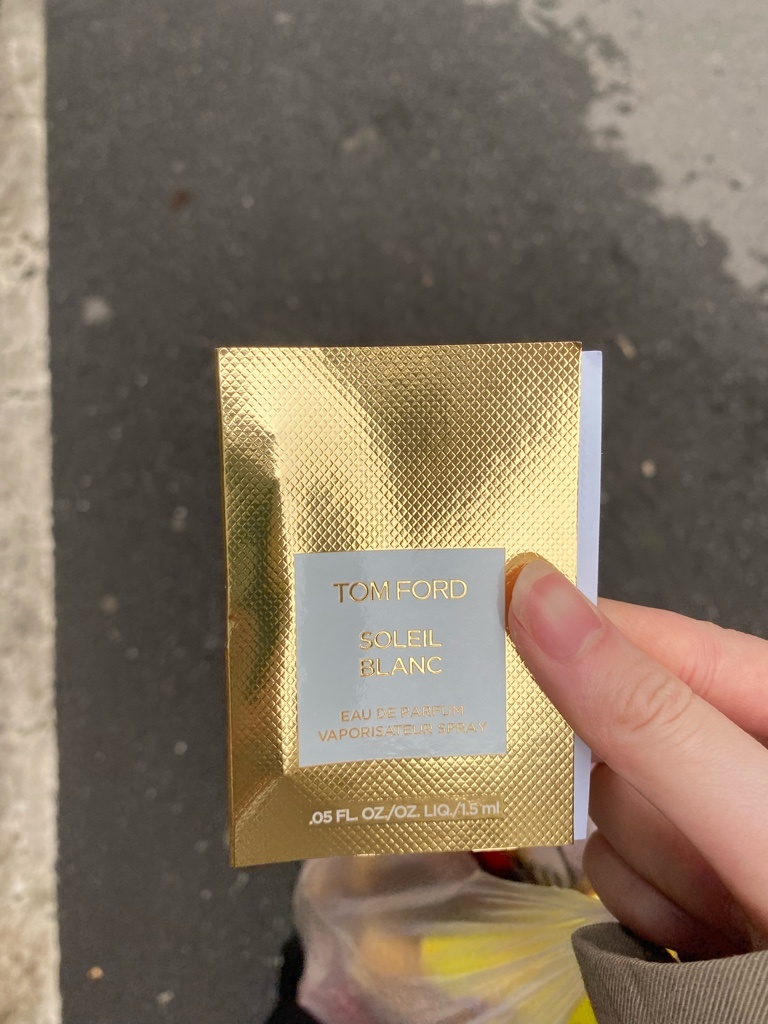 TOM FORD
SOLEIL
BLANC
EAU DE PARFUM
VAPORISATEUR SPRAY
.05 FL. OZ./OZ. LIQ./1.5 ml